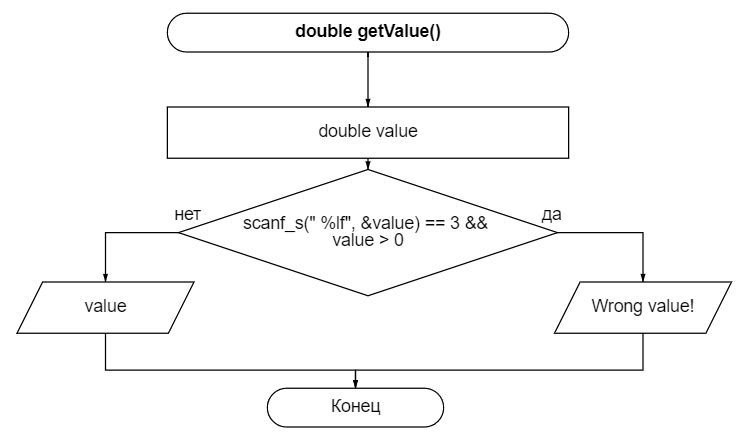 double getValue()
double value
нет
да
scanf_s(" %lf", &value) == 3 &&
value > 0
value
Wrong value!
Конец